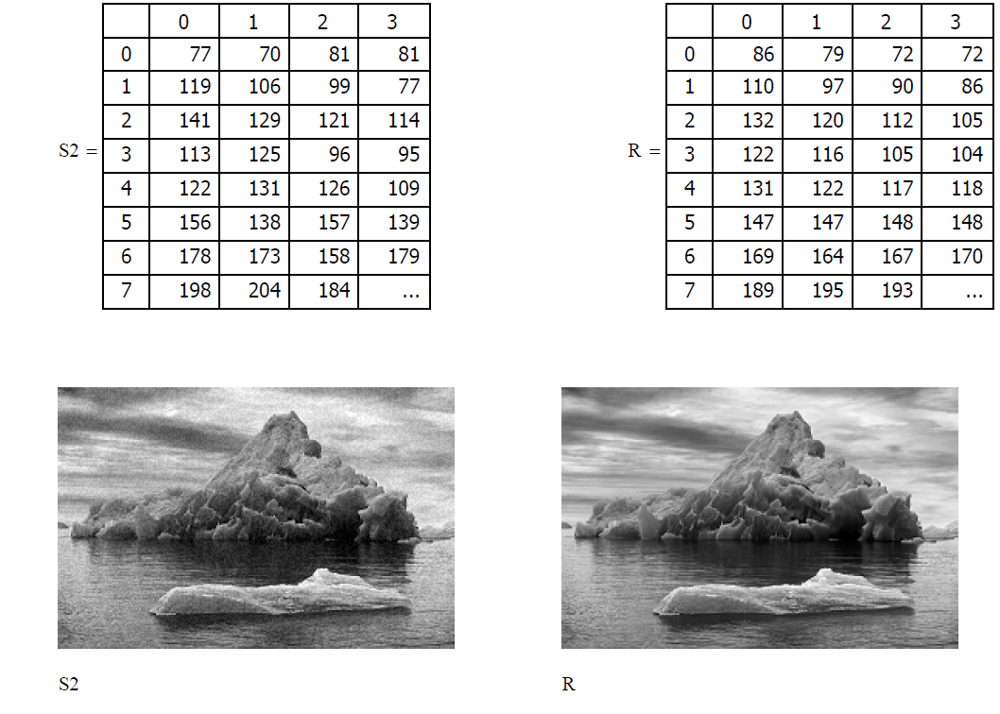 0 1 2 3
0 77 70 81 81
1 119 106 99 77
2 141 129 121 114
S2 = 3 113 125 96 95
4 122 131 126 109
5 156 138 157 139
6 178 173 158 179
7 198 204 184 ...
0 1 2 3
0 86 79 72 72
1 110 97 90 86
2 132 120 112 105
R = 3 122 116 105 104
4 131 122 117 118
5 147 147 148 148
6 169 164 167 170
7 189 195 193 ...
S2
R